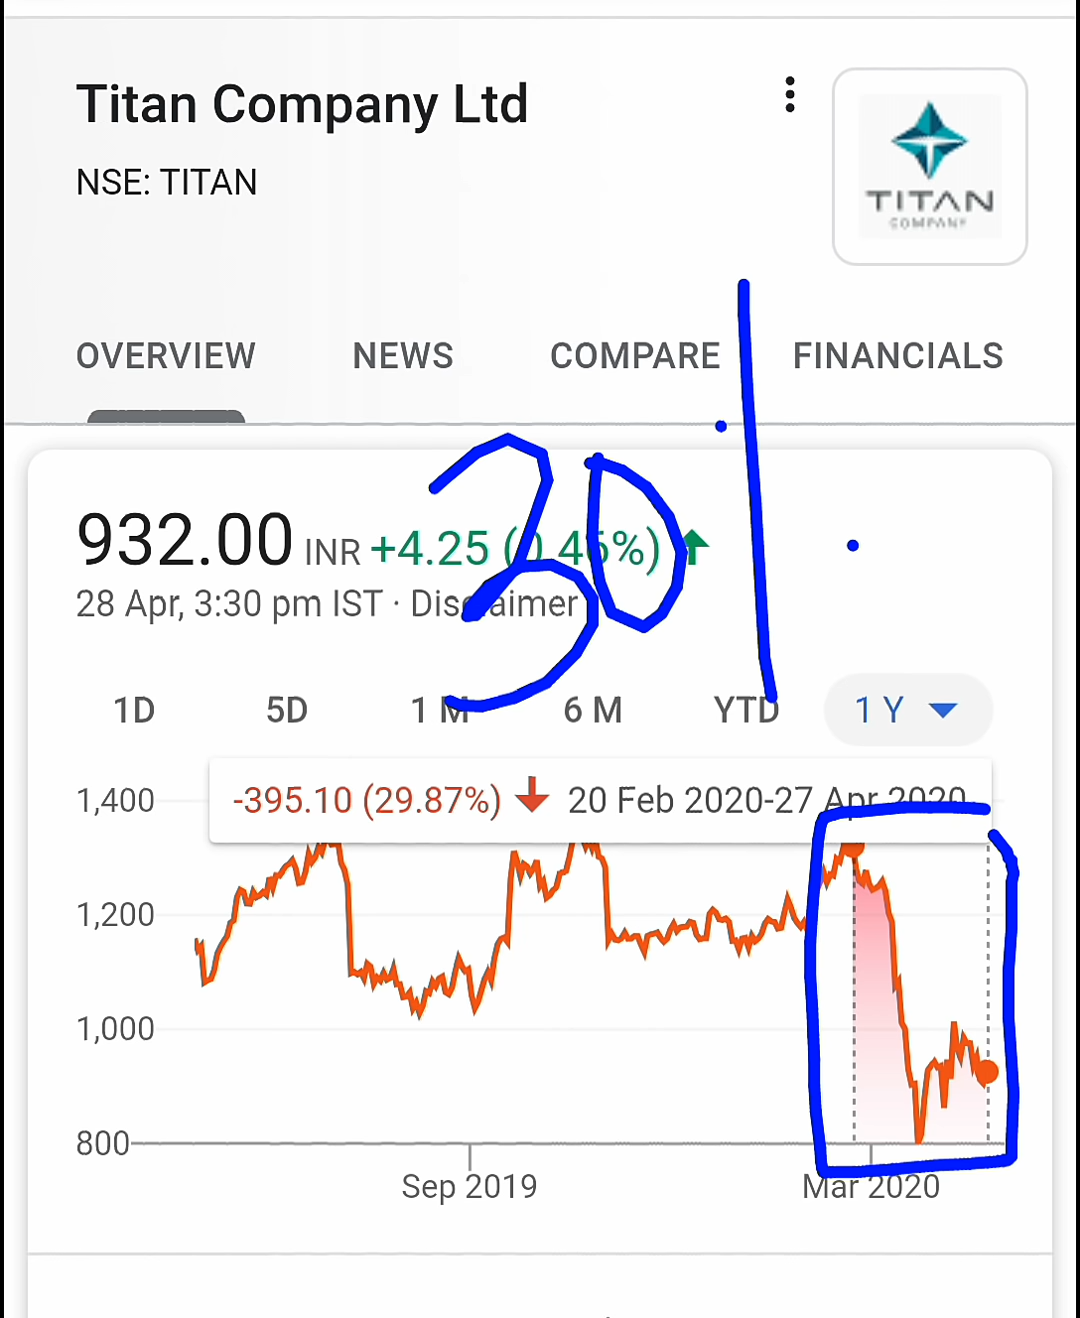 Titan Company Ltd
NSE: TITAN
TITAN
COMPANY
OVERVIEW NEWS COMPARE FINANCIALS
932.00 INR +4.25 (0.46%)
28 Apr, 3:30 pm IST · Disclaimer
30%
1D 5D 1 M 6 M YTD 1 Y
-395.10 (29.87%) 20 Feb 2020-27 Apr 2020
1,400
1,200
1,000
800
Sep 2019 Mar 2020